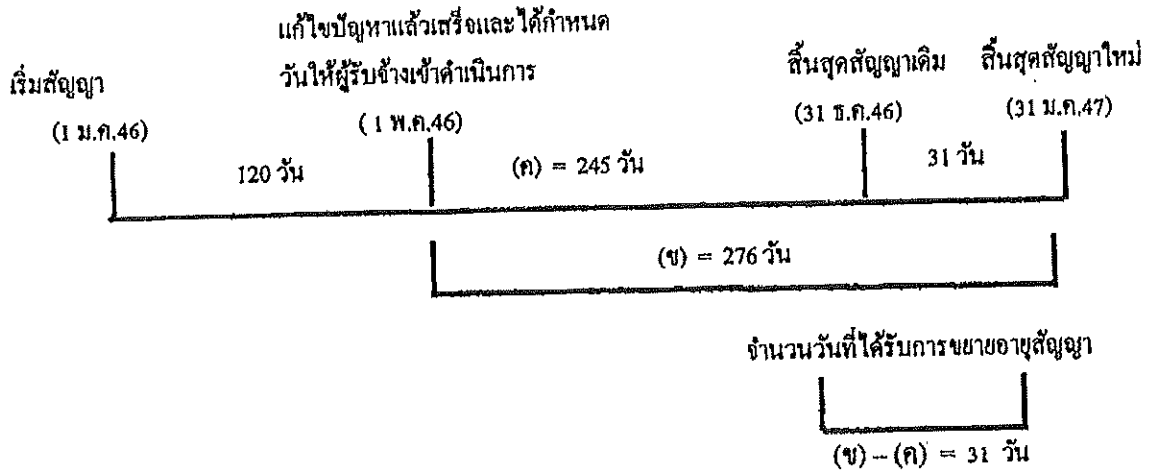 แก้ไขปัญหาแล้วเสร็จและได้กำหนด
วันให้ผู้รับจ้างเข้าดำเนินการ
เริ่มสัญญา
สิ้นสุดสัญญาเดิม
สิ้นสุดสัญญาใหม่
(1 ม.ค.46)
(1 พ.ค.46)
(31 ธ.ค.46)
(31 ม.ค.47)
120 วัน
(ค) = 245 วัน
31 วัน
(ข) = 276 วัน
จำนวนวันที่ได้รับการขยายอายุสัญญา
(ข) – (ค) = 31 วัน